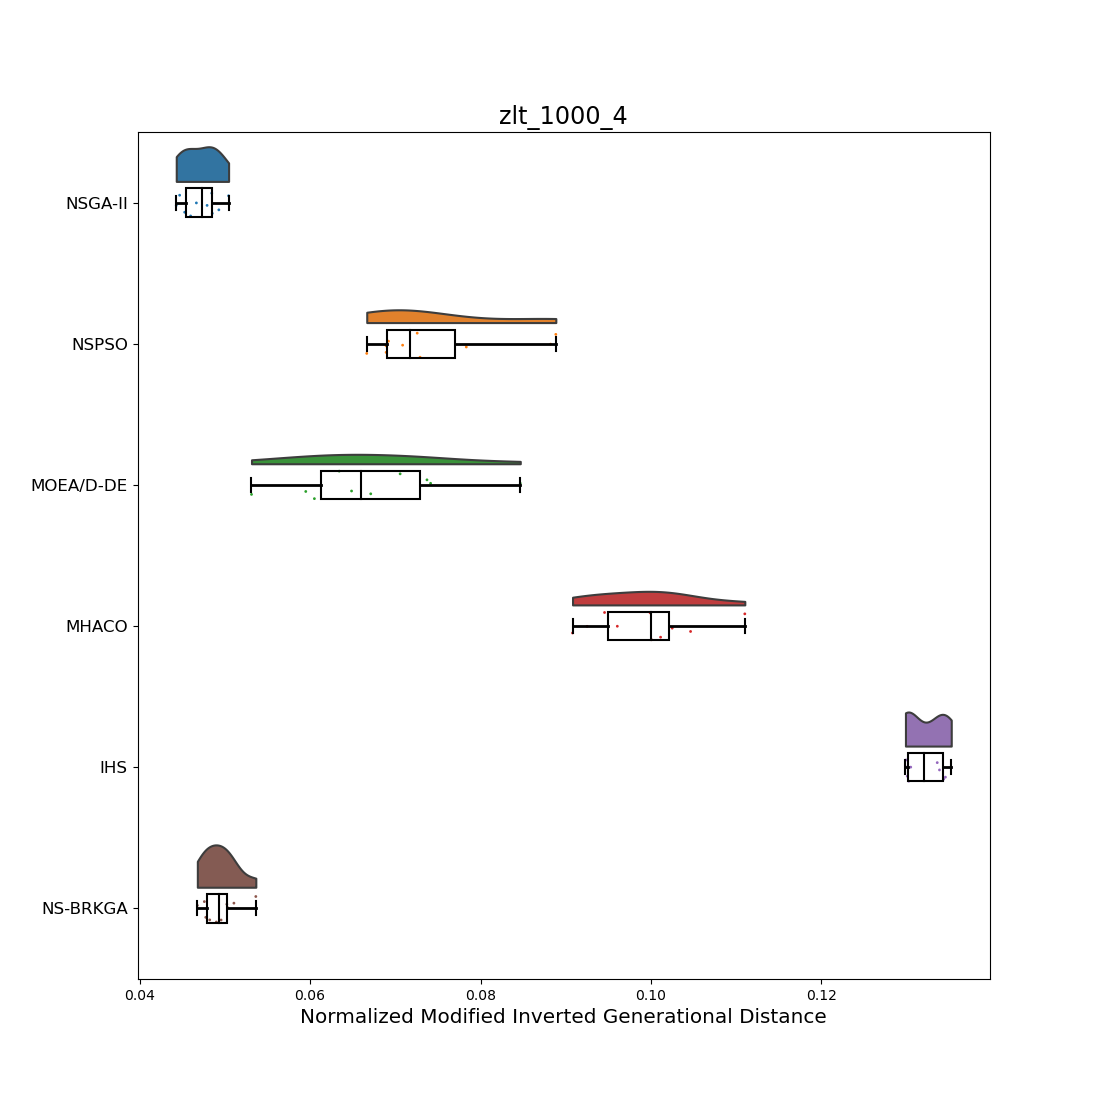 zlt_1000_4
NSGA-II
NSPSO
MOEA/D-DE
MHACO
IHS
NS-BRKGA
0.04 0.06 0.08 0.10 0.12
Normalized Modified Inverted Generational Distance